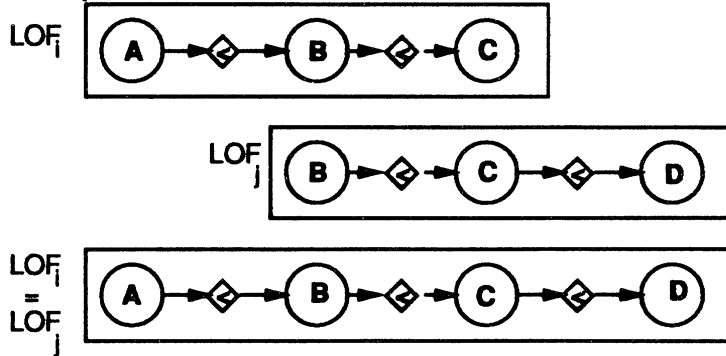 LOFi A < B < C
LOFj B < C < D
LOFi A < B < C < D
=
LOFj